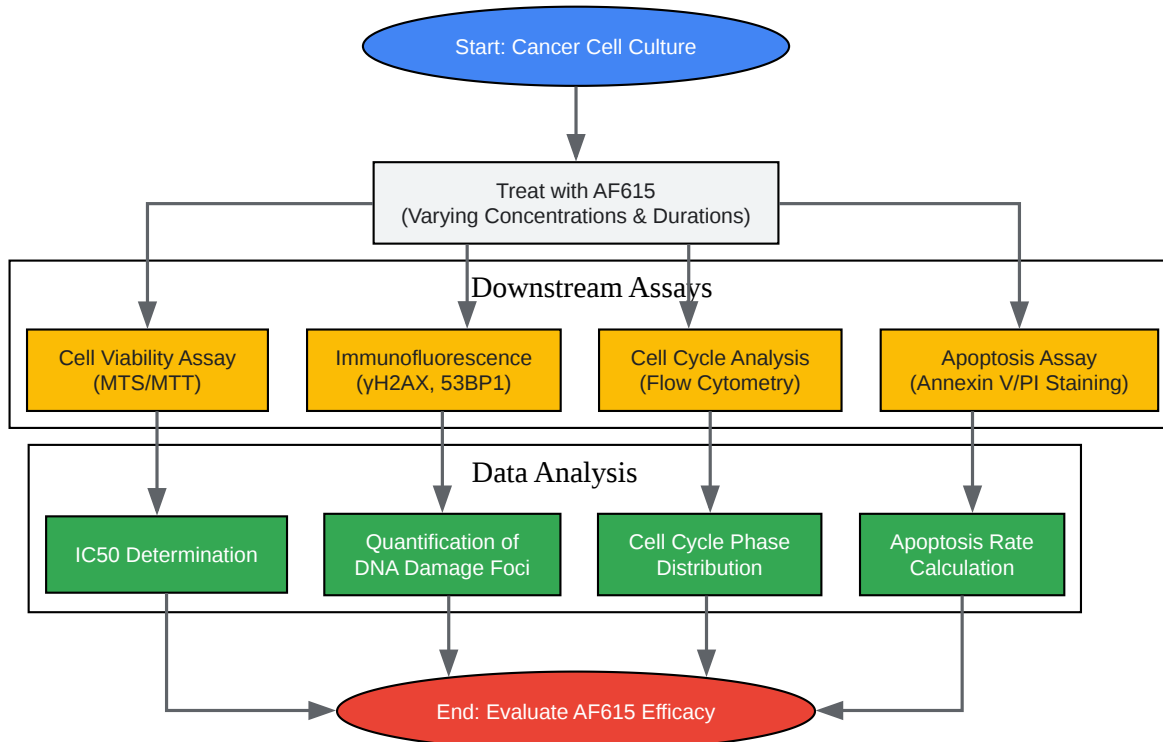 Start: Cancer Cell Culture
Treat with AF615
(Varying Concentrations & Durations)
Downstream Assays
Cell Viability Assay
(MTS/MTT)
Immunofluorescence
(γH2AX, 53BP1)
Cell Cycle Analysis
(Flow Cytometry)
Apoptosis Assay
(Annexin V/PI Staining)
Data Analysis
IC50 Determination
Quantification of
DNA Damage Foci
Cell Cycle Phase
Distribution
Apoptosis Rate
Calculation
End: Evaluate AF615 Efficacy